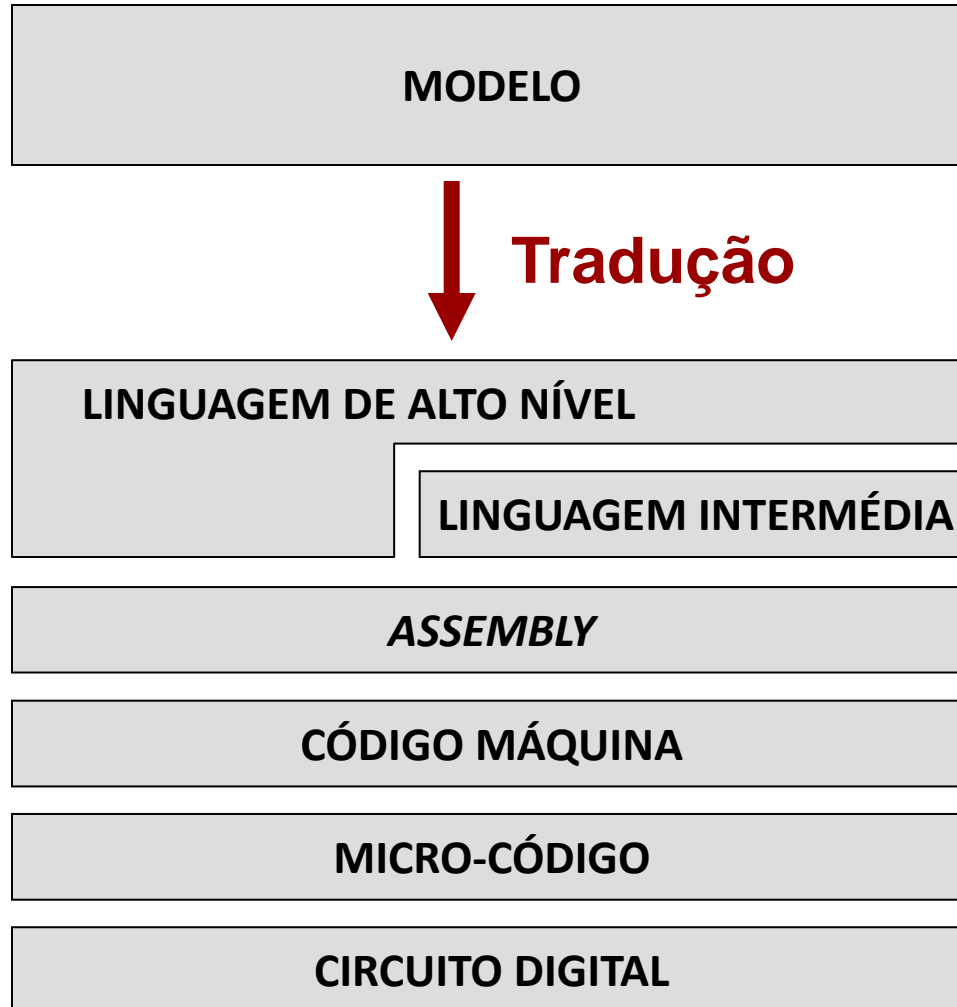 MODELO
Tradução
LINGUAGEM DE ALTO NÍVEL
LINGUAGEM INTERMÉDIA
ASSEMBLY
CÓDIGO MÁQUINA
MICRO-CÓDIGO
CIRCUITO DIGITAL